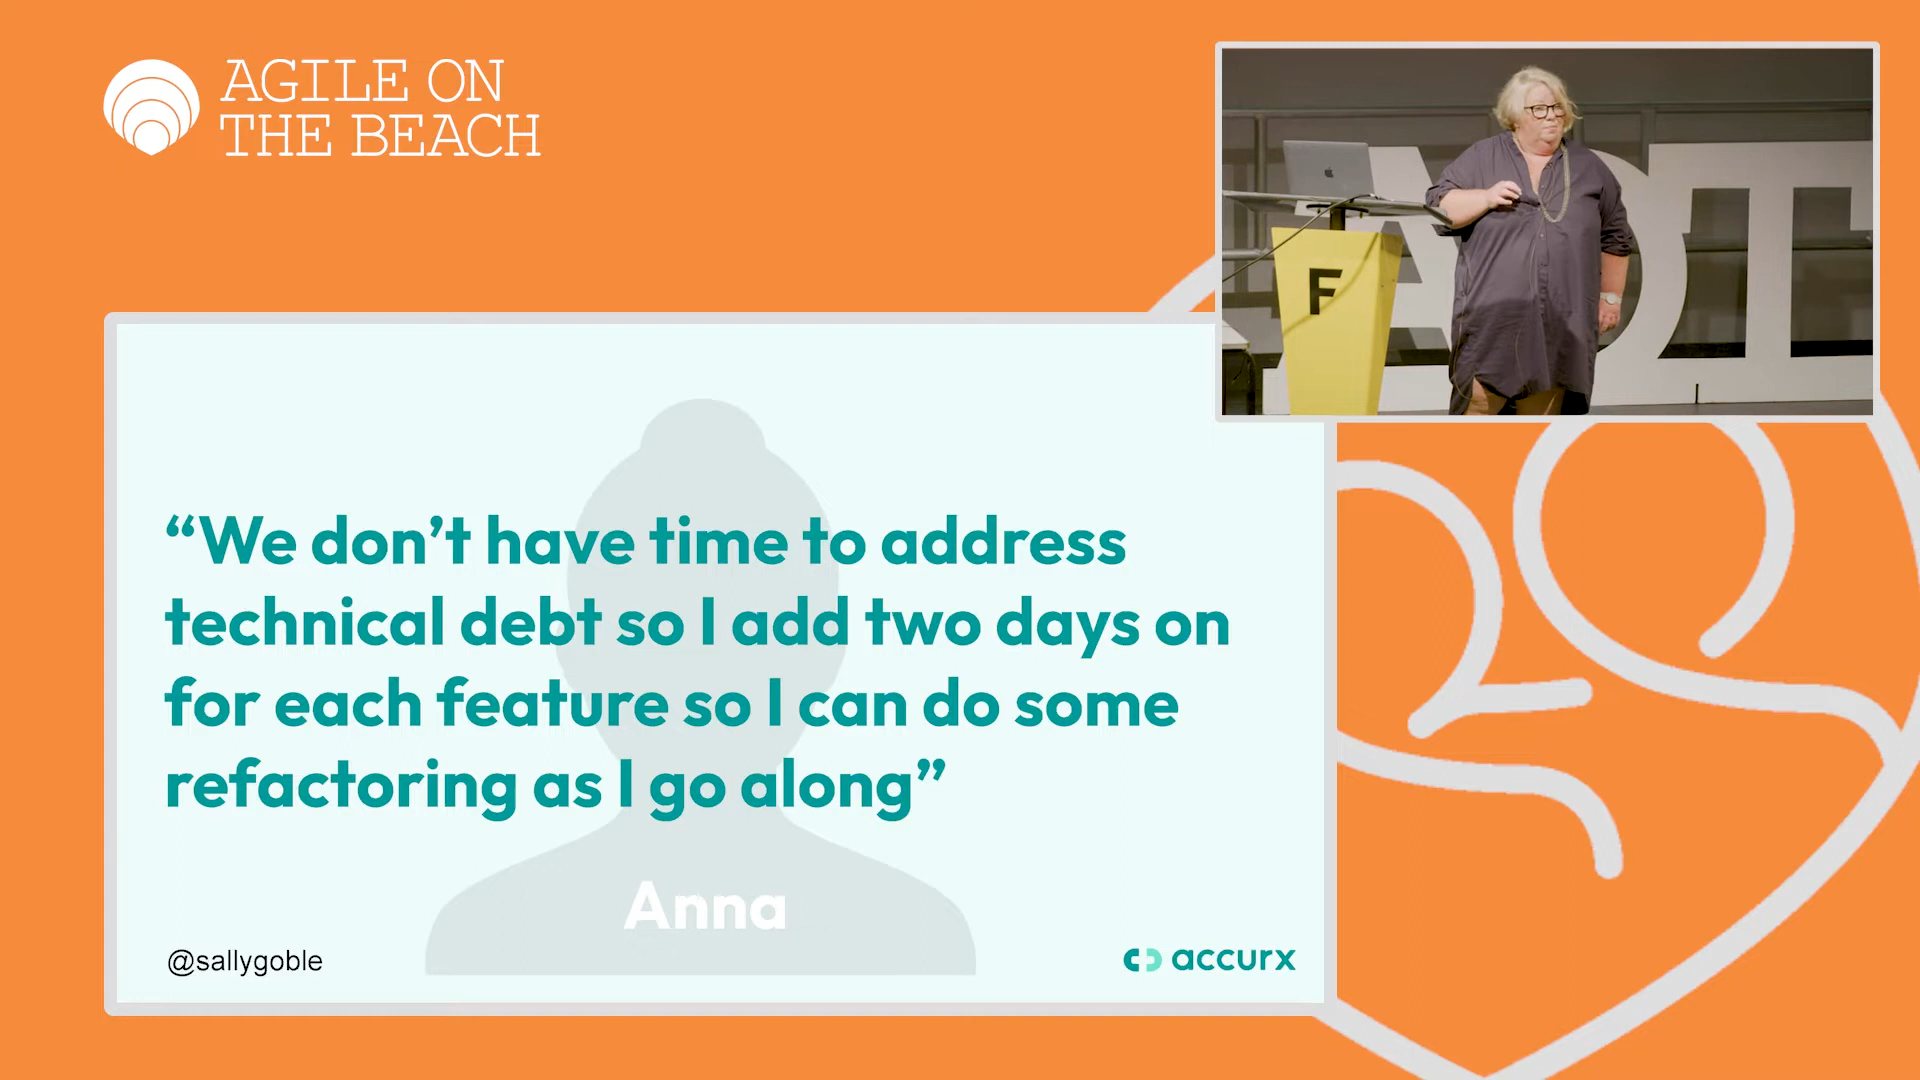 AGILE ON
THE BEACH
F
“We don’t have time to address
technical debt so I add two days on
for each feature so I can do some
refactoring as I go along”
Anna
@sallygoble
accurx